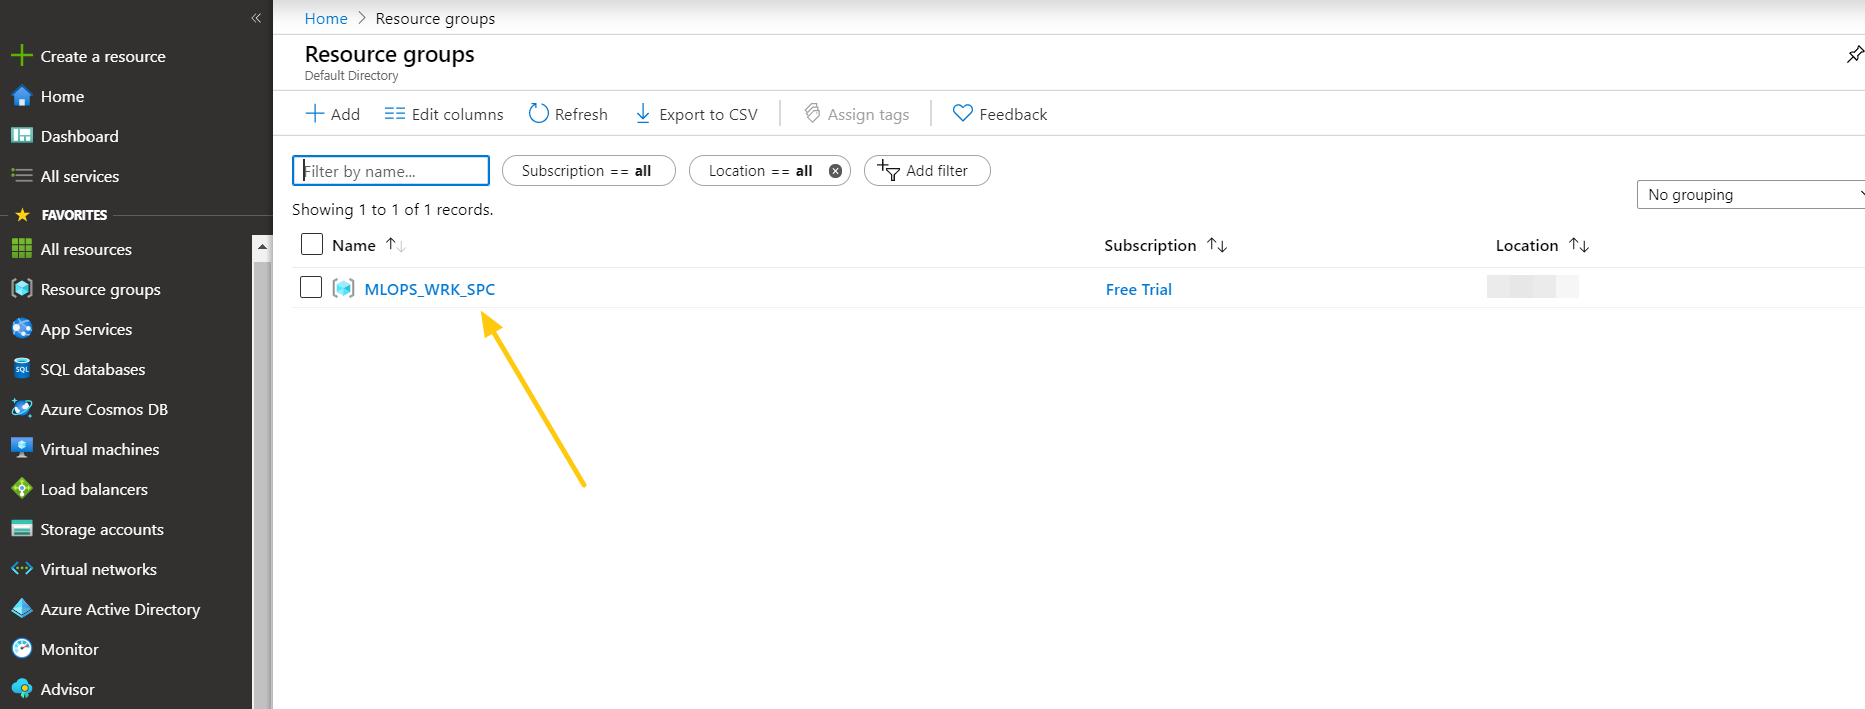 Create a resource
Home
Dashboard
All services
FAVORITES
All resources
Resource groups
App Services
SQL
SQL databases
Azure Cosmos DB
Virtual machines
Load balancers
Storage accounts
Virtual networks
Azure Active Directory
Monitor
Advisor
Home > Resource groups
Resource groups
Default Directory
Add Edit columns Refresh Export to CSV Assign tags Feedback
Filter by name... Subscription == all Location == all Add filter
No grouping
Showing 1 to 1 of 1 records.
Name Subscription Location
MLOPS_WRK_SPC Free Trial